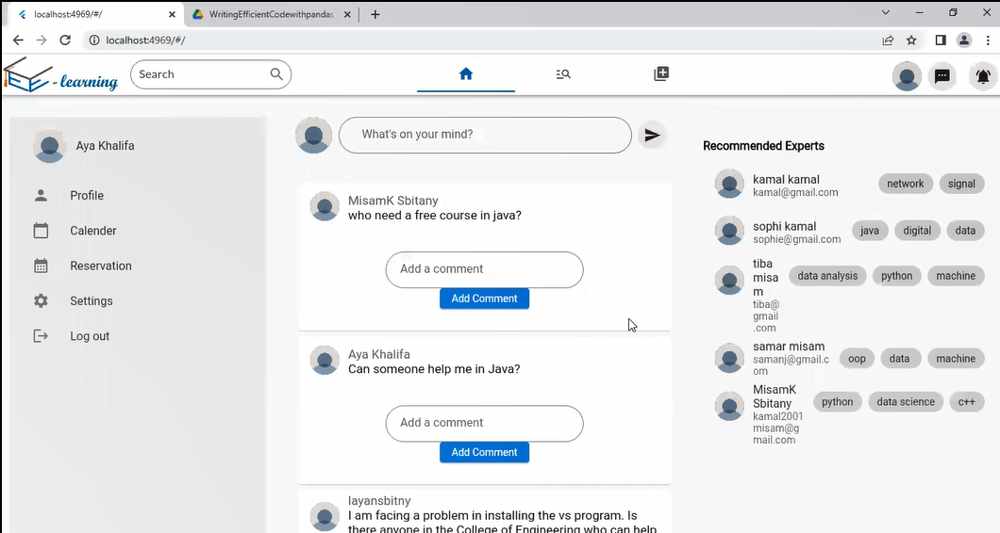 localhost:4969/#/
WritingEfficientCodewithpandas
localhost:4969/#/
-learning
Search
Aya Khalifa
Profile
Calender
Reservation
Settings
Log out
What's on your mind?
MisamK Sbitany
who need a free course in java?
Add a comment
Add Comment
Aya Khalifa
Can someone help me in Java?
Add a comment
Add Comment
layansbitny
I am facing a problem in installing the vs program. Is
there anyone in the College of Engineering who can help
Recommended Experts
kamal kamal
kamal@gmail.com
network signal
sophi kamal
sophie@gmail.com
java digital data
tiba
misa
m
tiba@
gmail
.com
data analysis python machine
samar misam
samanj@gmail.c
om
oop data machine
MisamK
Sbitany
kamal2001
misam@g
mail.com
python data science c++